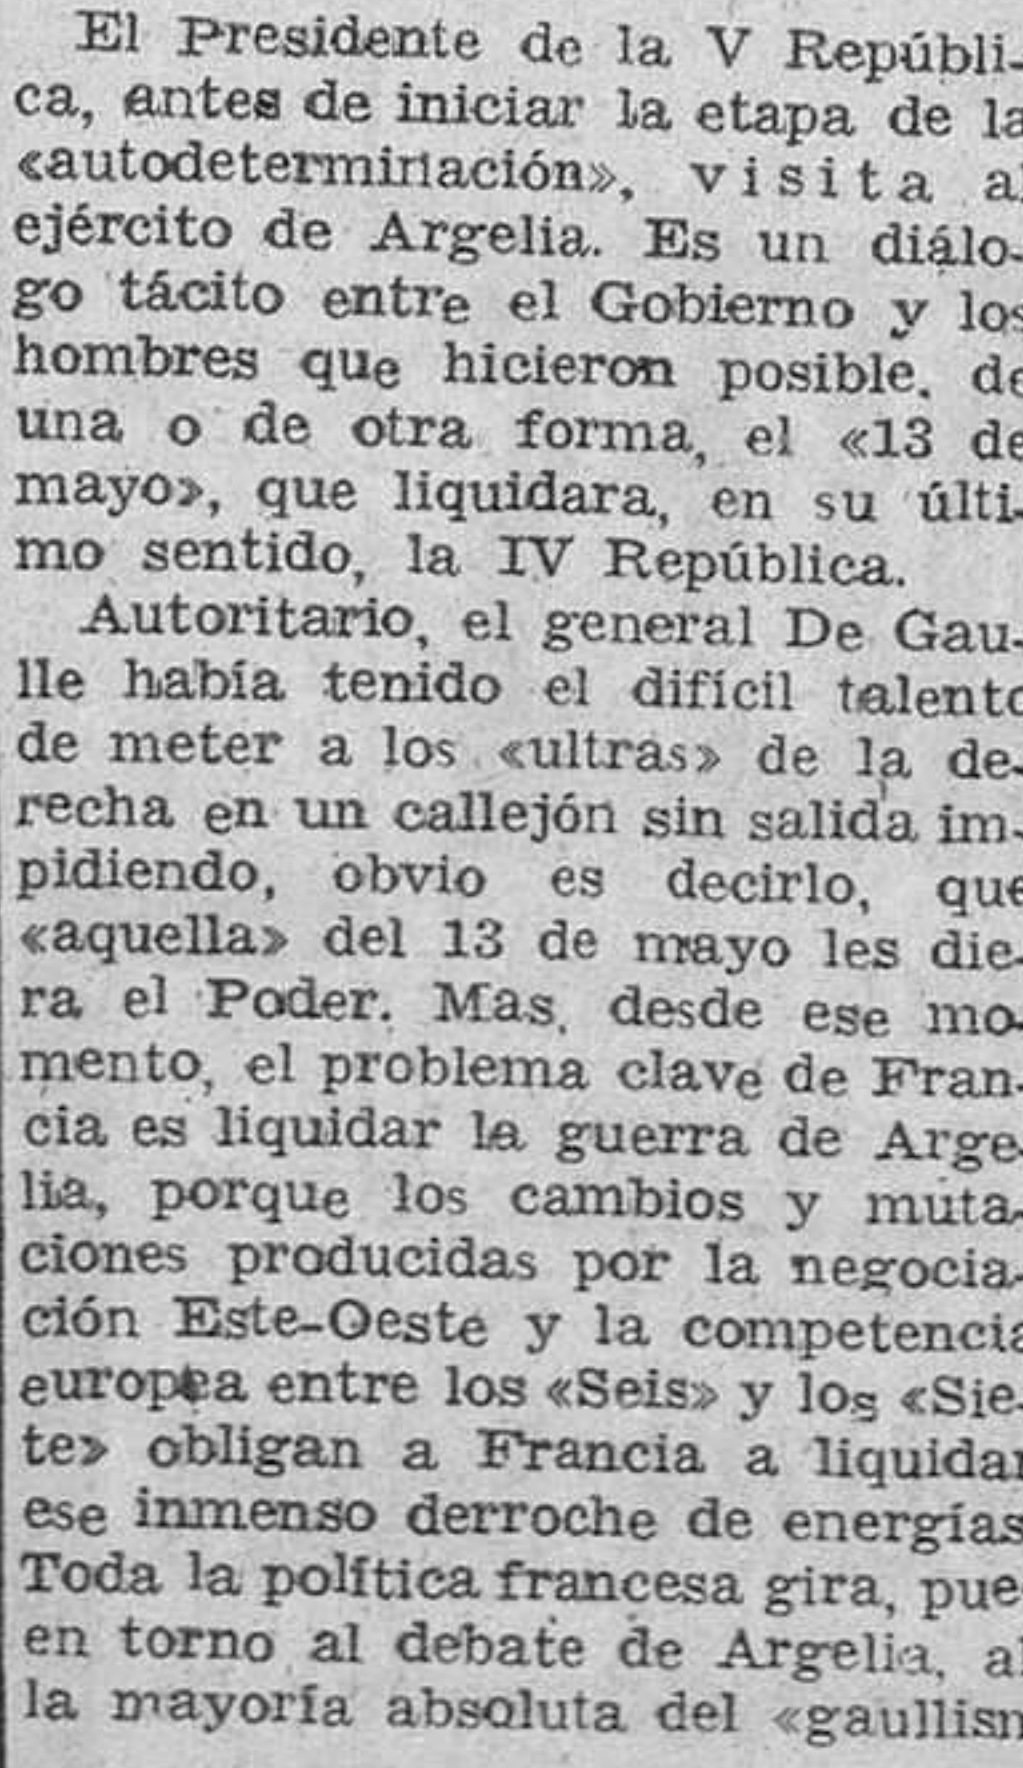 El Presidente de la V Repúbli-
ca, antes de iniciar la etapa de la
«autodeterminación», visita al
ejército de Argelia. Es un diálo-
go tácito entre el Gobierno y los
hombres que hicieron posible, de
una o de otra forma, el «13 de
mayo», que liquidara, en su últi-
mo sentido, la IV República.
Autoritario, el general De Gau-
lle había tenido el difícil talento
de meter a los «ultras» de la de-
recha en un callejón sin salida im-
pidiendo, obvio es decirlo, que
«aquella» del 13 de mayo les die-
ra el Poder. Mas, desde ese mo-
mento, el problema clave de Fran-
cia es liquidar la guerra de Arge-
lia, porque los cambios y muta-
ciones producidas por la negocia-
ción Este-Oeste y la competencia
europea entre los «Seis» y los «Sie-
te» obligan a Francia a liquidar
ese inmenso derroche de energías
Toda la política francesa gira, pue
en torno al debate de Argelia, al
la mayoría absoluta del «gaullism